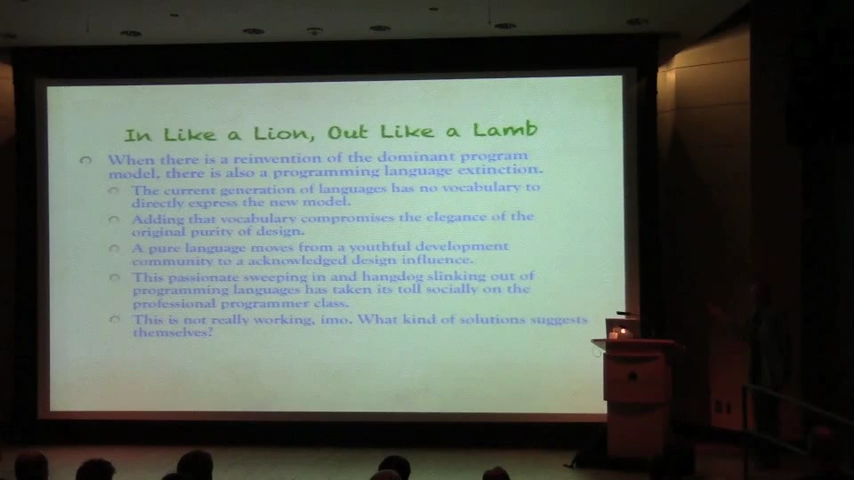 In Like a Lion, Out Like a Lamb
When there is a reinvention of the dominant program
model, there is also a programming language extinction.
The current generation of languages has no vocabulary to
directly express the new model.
Adding that vocabulary compromises the elegance of the
original purity of design.
A pure language moves from a youthful development
community to a acknowledged design influence.
This passionate sweeping in and hangdog slinking out of
programming languages has taken its toll socially on the
professional programmer class.
This is not really working, imo. What kind of solutions suggests
themselves?